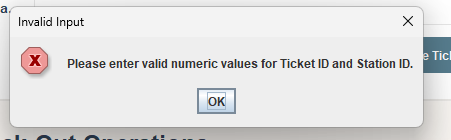 a.
Invalid Input
Please enter valid numeric values for Ticket ID and Station ID.
OK